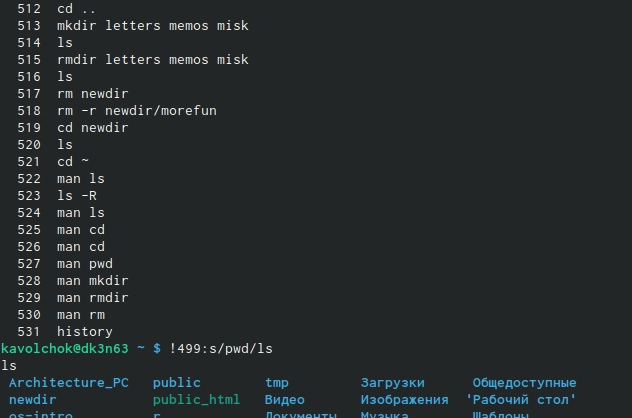 512 cd ..
513 mkdir letters memos misk
514 ls
515 rmdir letters memos misk
516 ls
517 rm newdir
518 rm -r newdir/morefun
519 cd newdir
520 ls
521 cd ~
522 man ls
523 ls -R
524 man ls
525 man cd
526 man cd
527 man pwd
528 man mkdir
529 man rmdir
530 man rm
531 history
kavolchok@dk3n63 ~ $ !499:s/pwd/ls
ls
Architecture_PC public tmp Загрузки Общедоступные
newdir public_html Видео Изображения 'Рабочий стол'
os=intro r Документы Музыка Шаблоны